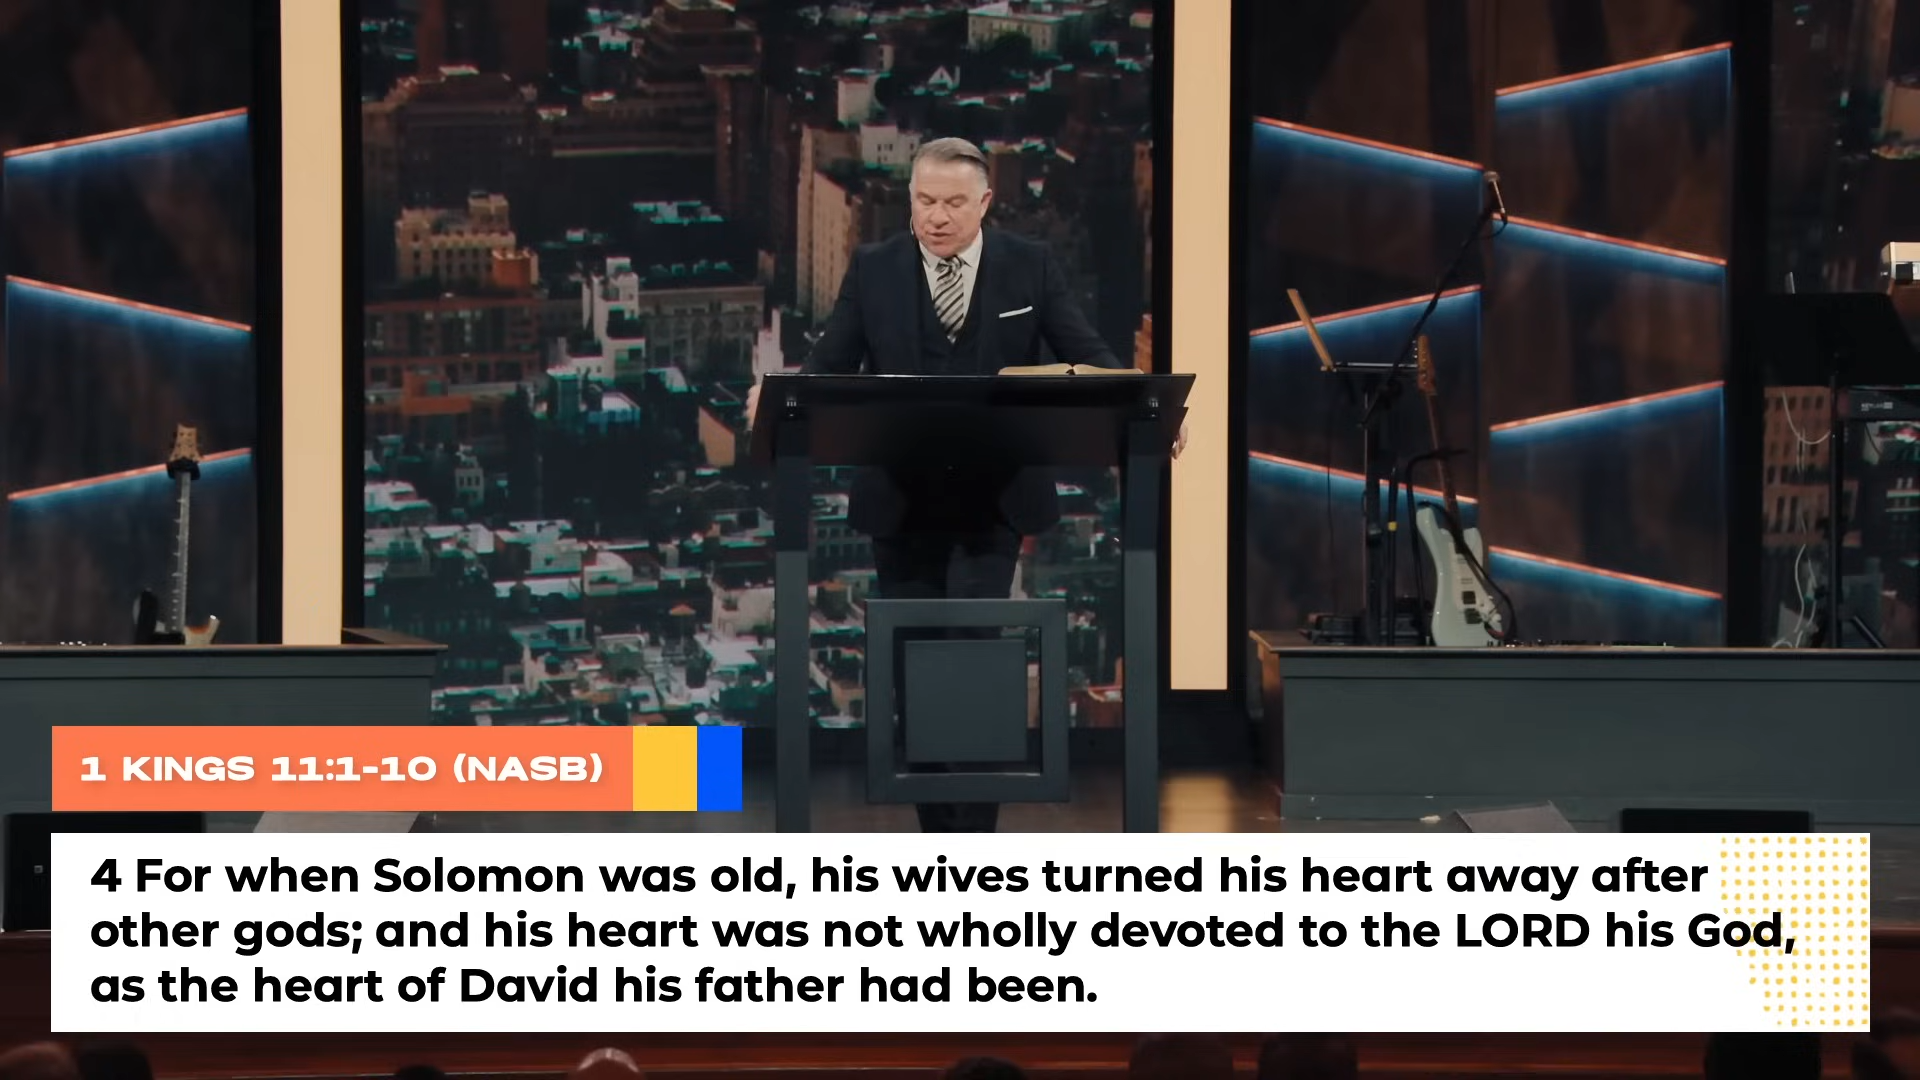 1 KINGS 11:1-10 (NASB)
4 For when Solomon was old, his wives turned his heart away after
other gods; and his heart was not wholly devoted to the LORD his God,
as the heart of David his father had been.